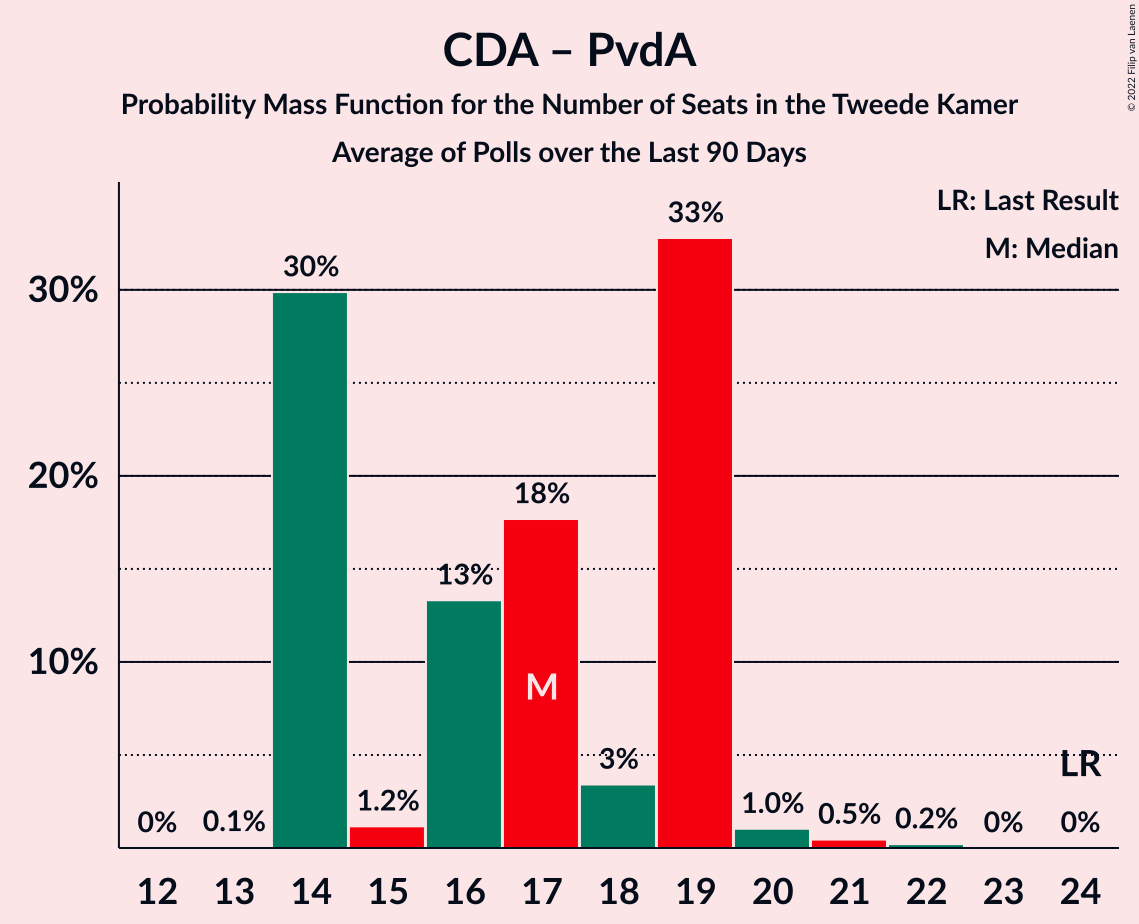 CDA – PvdA
Probability Mass Function for the Number of Seats in the Tweede Kamer
Average of Polls over the Last 90 Days
© 2022 Filip van Laenen
LR: Last Result
M: Median
30%
20%
10%
0%
0.1%
30%
1.2%
13%
18%
M
3%
33%
1.0%
0.5%
0.2%
0%
LR
0%
12 13 14 15 16 17 18 19 20 21 22 23 24